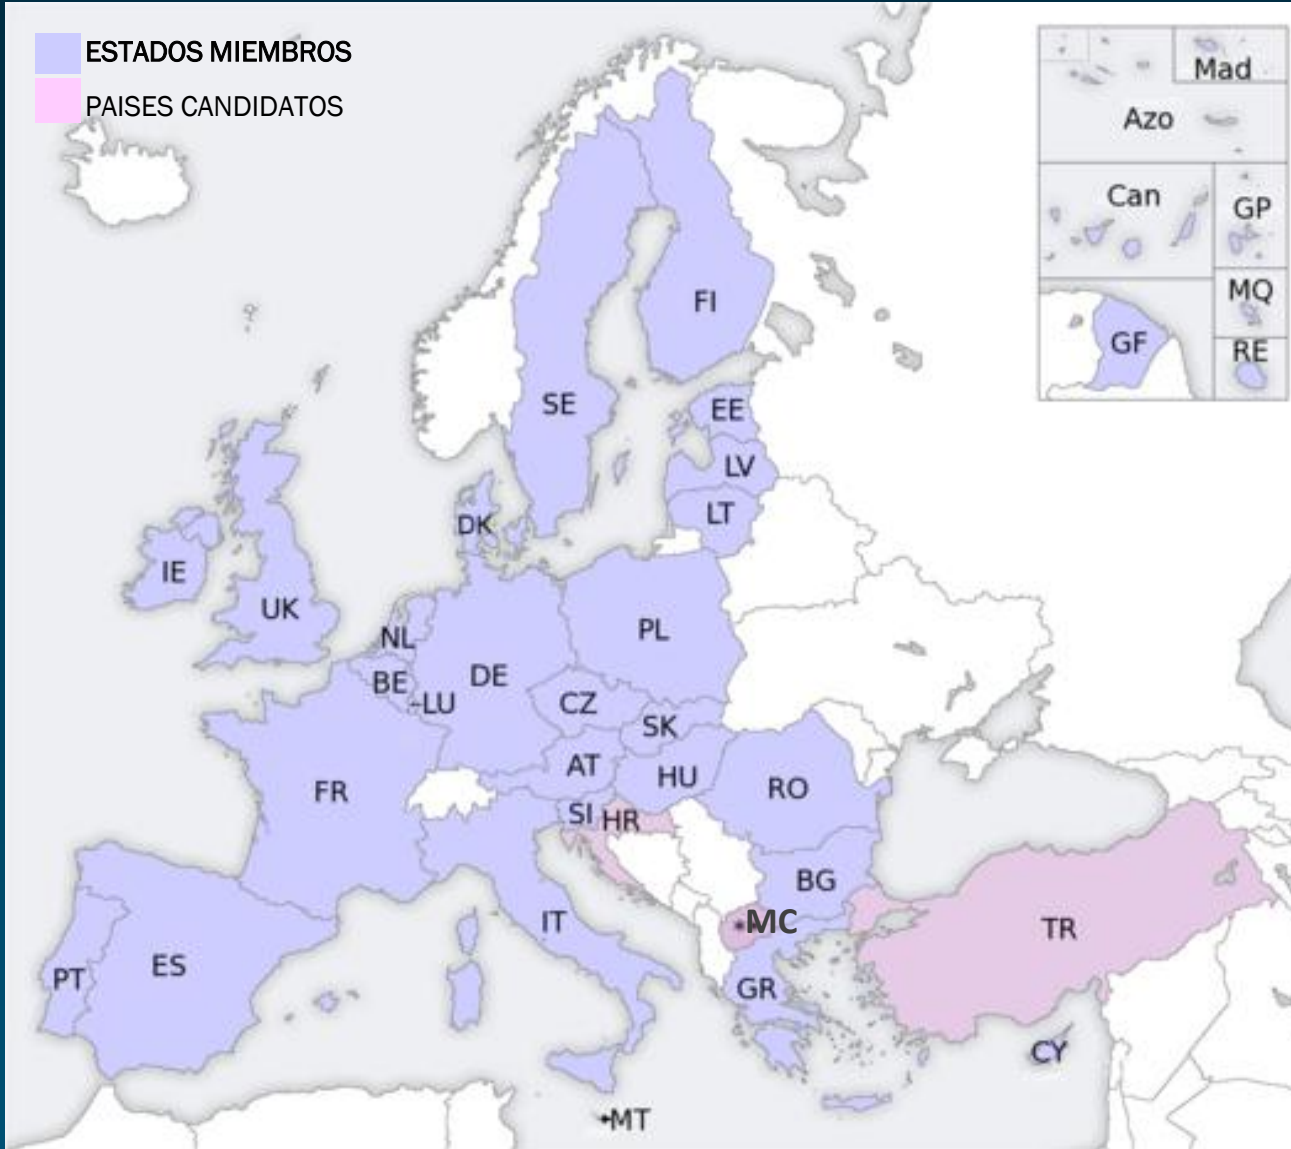 ESTADOS MIEMBROS
PAISES CANDIDATOS
Mad
Azo
Can
GP
MQ
GF
RE
FI
SE
EE
LV
LT
DK
IE
UK
NL
PL
BE
DE
-LU
CZ
SK
AT
HU
FR
RO
SI
HR
BG
MC
IT
TR
PT
ES
GR
CY
MT